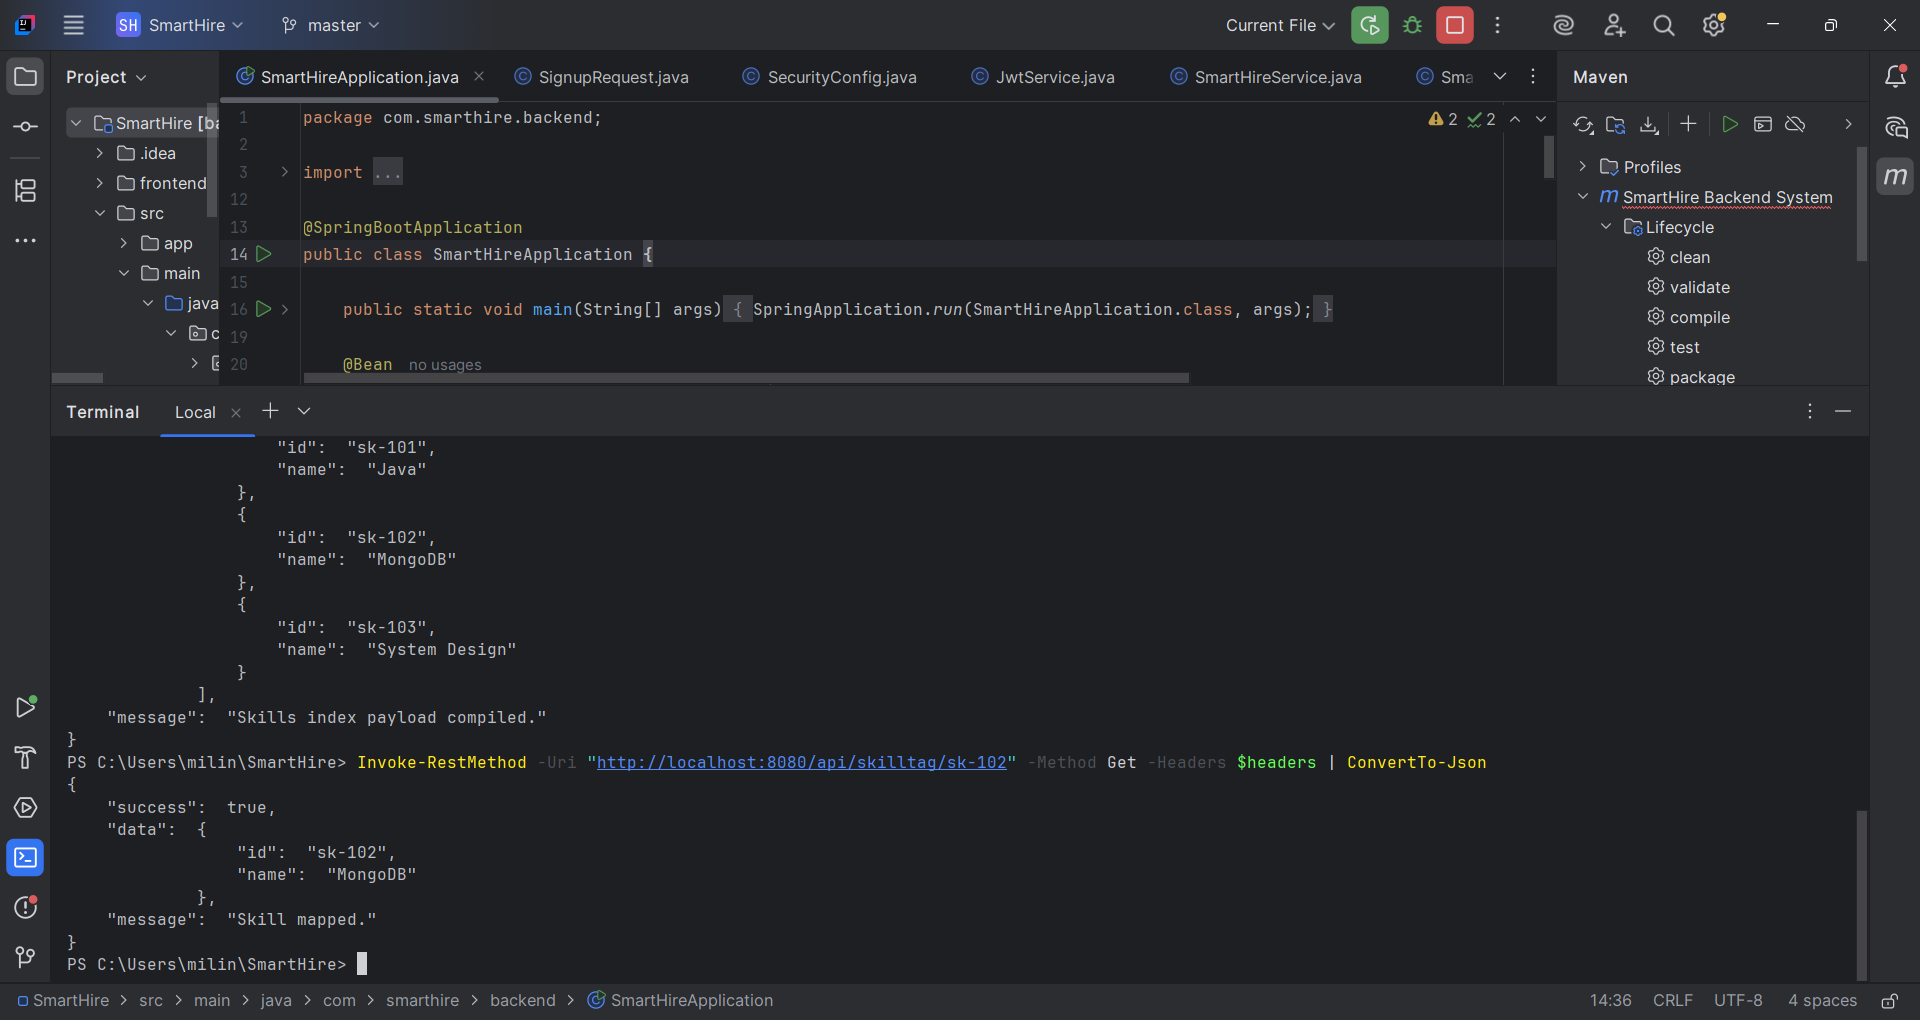 SH SmartHire master Current File
Project
SmartHireApplication.java SignupRequest.java SecurityConfig.java JwtService.java SmartHireService.java Sma
Maven
SmartHire [ba
.idea
frontend
src
app
main
java
c
1 package com.smarthire.backend;
2
3 import ...
12
13 @SpringBootApplication
14 public class SmartHireApplication {
15
16 public static void main(String[] args) { SpringApplication.run(SmartHireApplication.class, args); }
19
20 @Bean no usages
2 2
Profiles
SmartHire Backend System
Lifecycle
clean
validate
compile
test
package
Terminal Local
"id": "sk-101",
"name": "Java"
},
{
"id": "sk-102",
"name": "MongoDB"
},
{
"id": "sk-103",
"name": "System Design"
}
],
"message": "Skills index payload compiled."
}
PS C:\Users\milin\SmartHire> Invoke-RestMethod -Uri "http://localhost:8080/api/skilltag/sk-102" -Method Get -Headers $headers | ConvertTo-Json
{
"success": true,
"data": {
"id": "sk-102",
"name": "MongoDB"
},
"message": "Skill mapped."
}
PS C:\Users\milin\SmartHire>
SmartHire > src > main > java > com > smarthire > backend > SmartHireApplication
14:36 CRLF UTF-8 4 spaces